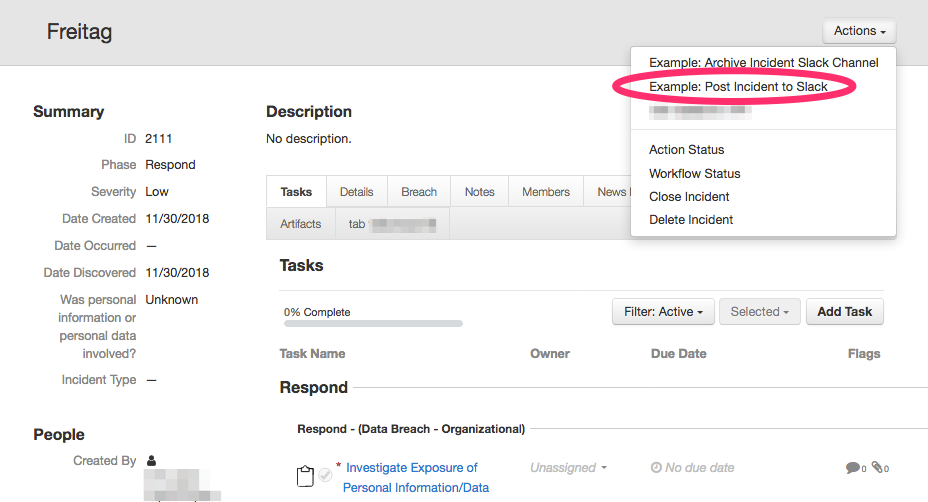 Freitag
Actions
Example: Archive Incident Slack Channel
Example: Post Incident to Slack
Action Status
Workflow Status
Close Incident
Delete Incident
Summary
ID 2111
Phase Respond
Severity Low
Date Created 11/30/2018
Date Occurred —
Date Discovered 11/30/2018
Was personal Unknown
information or
personal data
involved?
Incident Type —
People
Created By
Description
No description.
Tasks Details Breach Notes Members News
Artifacts tab
Tasks
0% Complete
Filter: Active Selected Add Task
Task Name Owner Due Date Flags
Respond
Respond - (Data Breach - Organizational)
* Investigate Exposure of Unassigned No due date 0 0
Personal Information/Data